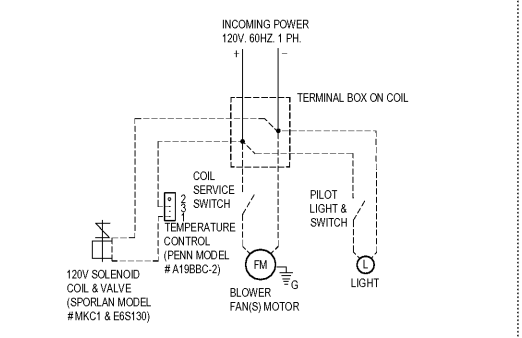 INCOMING POWER
120V. 60HZ. 1 PH.
+ –
TERMINAL BOX ON COIL
COIL
SERVICE
SWITCH
PILOT
LIGHT &
SWITCH
2
3
1
TEMPERATURE
CONTROL
(PENN MODEL
# A19BBC-2)
120V SOLENOID
COIL & VALVE
(SPORLAN MODEL
# MKC1 & E6S130)
FM
G
BLOWER
FAN(S) MOTOR
L
LIGHT